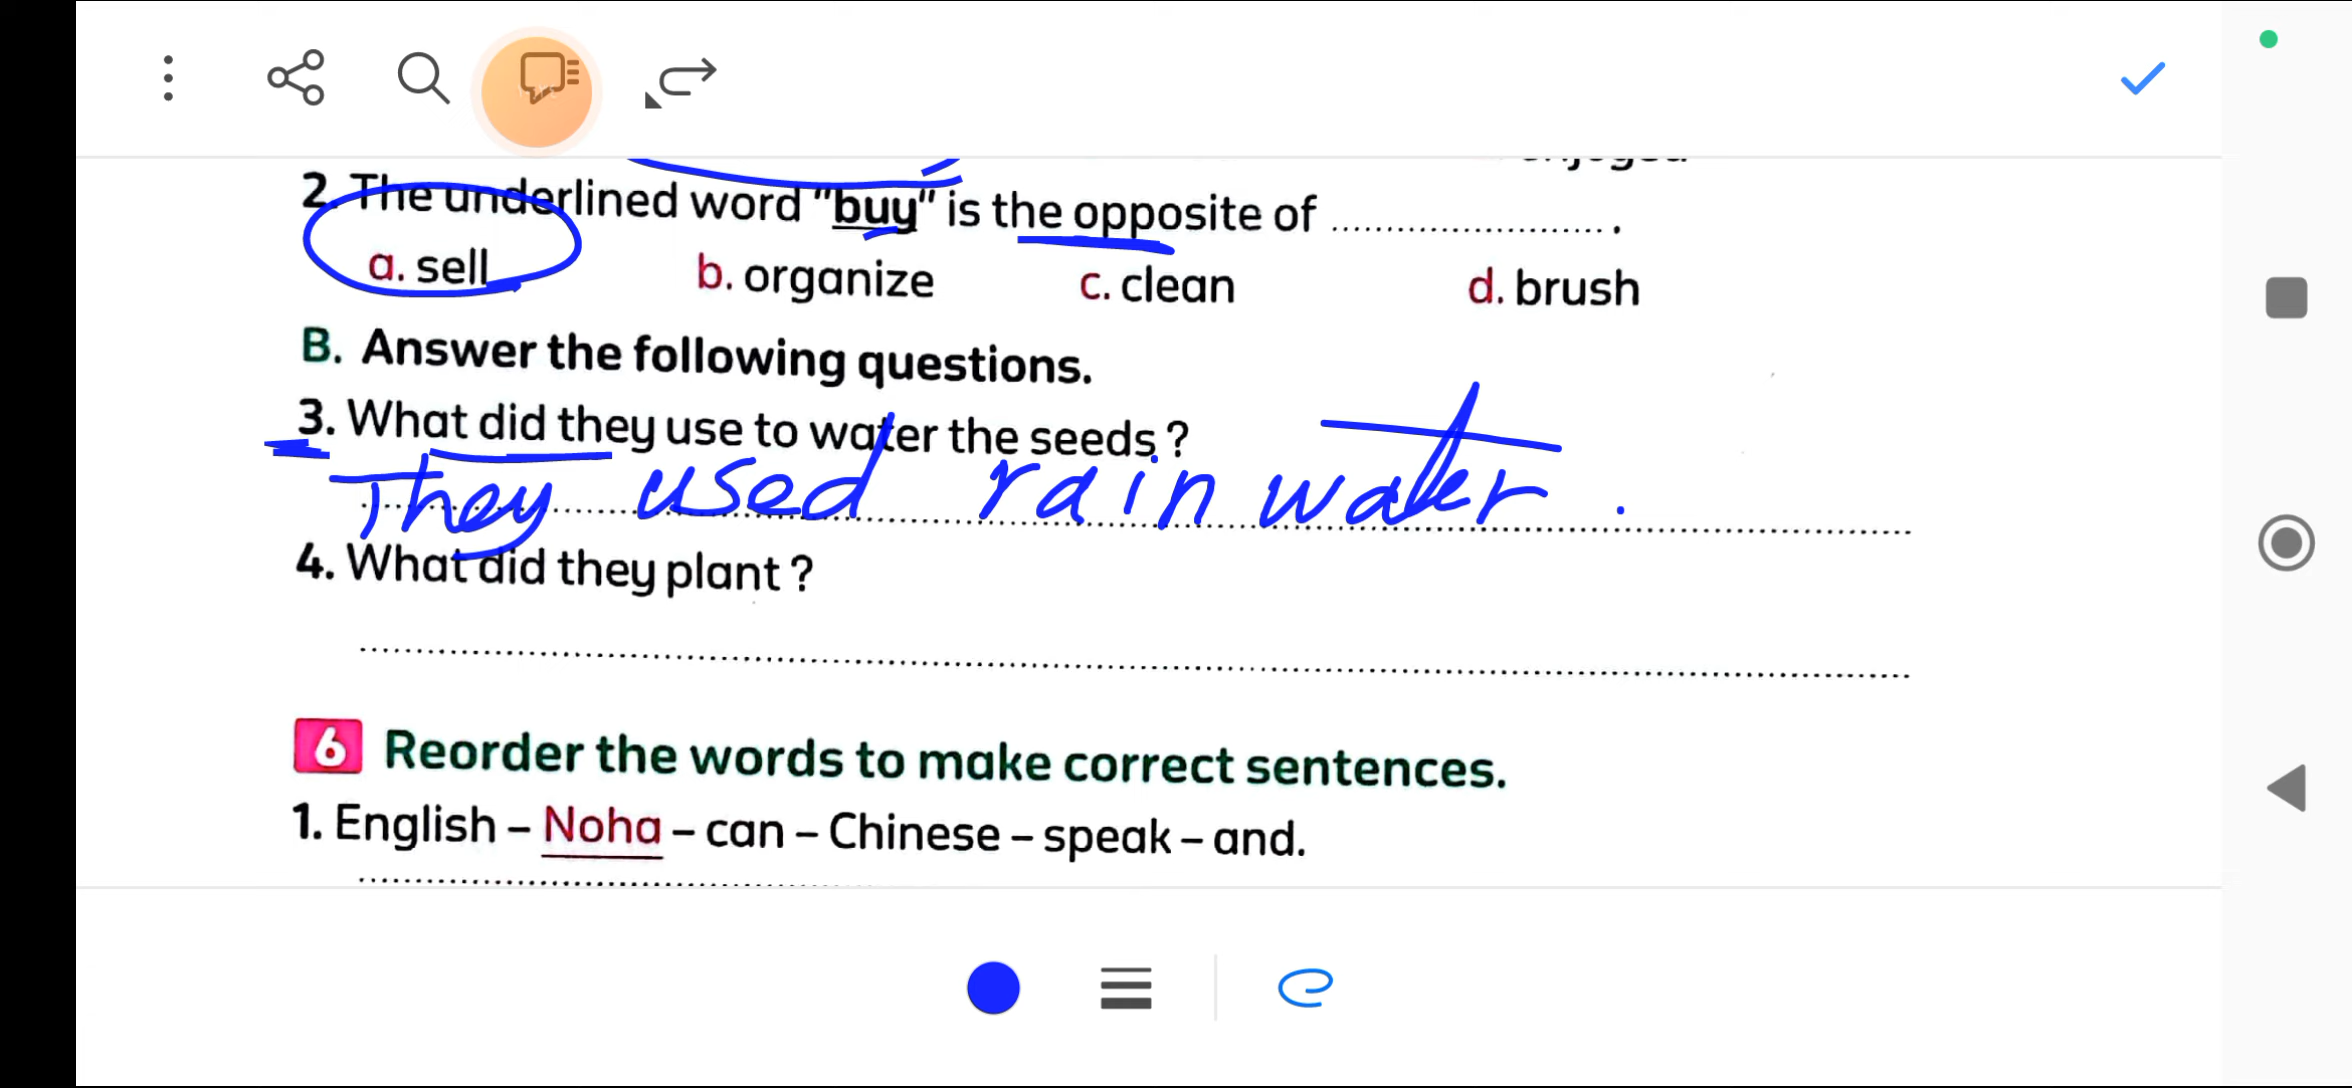 2. The underlined word "buy" is the opposite of ........................ .
a. sell b. organize c. clean d. brush
B. Answer the following questions.
3. What did they use to water the seeds ?
They used rain water .
4. What did they plant ?
6 Reorder the words to make correct sentences.
1. English – Noha – can – Chinese – speak – and.